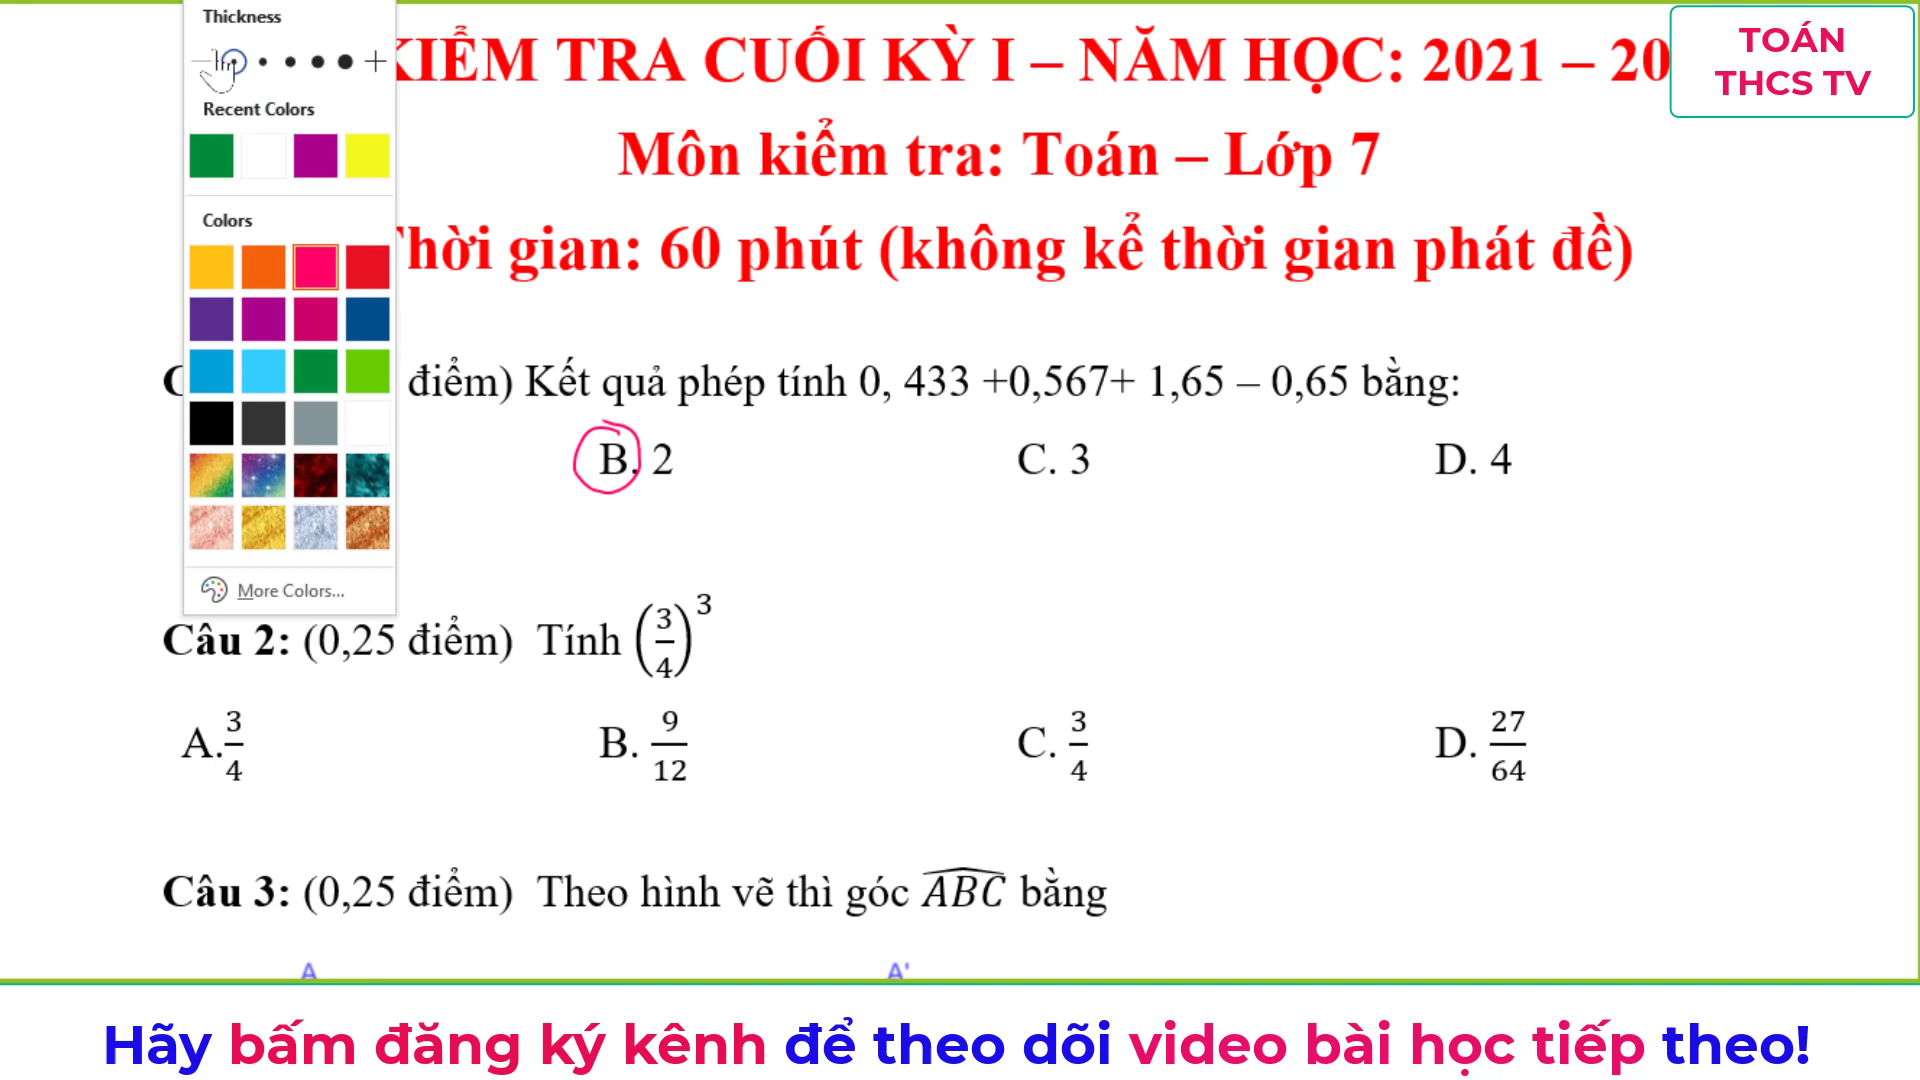 Thickness
Recent Colors
Colors
More Colors...
KIỂM TRA CUỐI KỲ I – NĂM HỌC: 2021 – 20
TOÁN
THCS TV
Môn kiểm tra: Toán – Lớp 7
Thời gian: 60 phút (không kể thời gian phát đề)
điểm) Kết quả phép tính 0, 433 +0,567+ 1,65 – 0,65 bằng:
B. 2 C. 3 D. 4
Câu 2: (0,25 điểm) Tính (3/4)^3
A. 3/4 B. 9/12 C. 3/4 D. 27/64
Câu 3: (0,25 điểm) Theo hình vẽ thì góc ABC bằng
A A'
Hãy bấm đăng ký kênh để theo dõi video bài học tiếp theo!